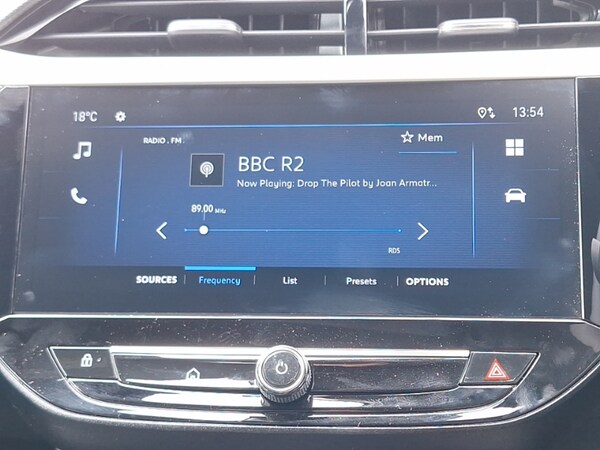 18°C 13:54
RADIO . FM
Mem
BBC R2
Now Playing: Drop The Pilot by Joan Armatr...
89.00 MHz
RDS
SOURCES Frequency List Presets OPTIONS